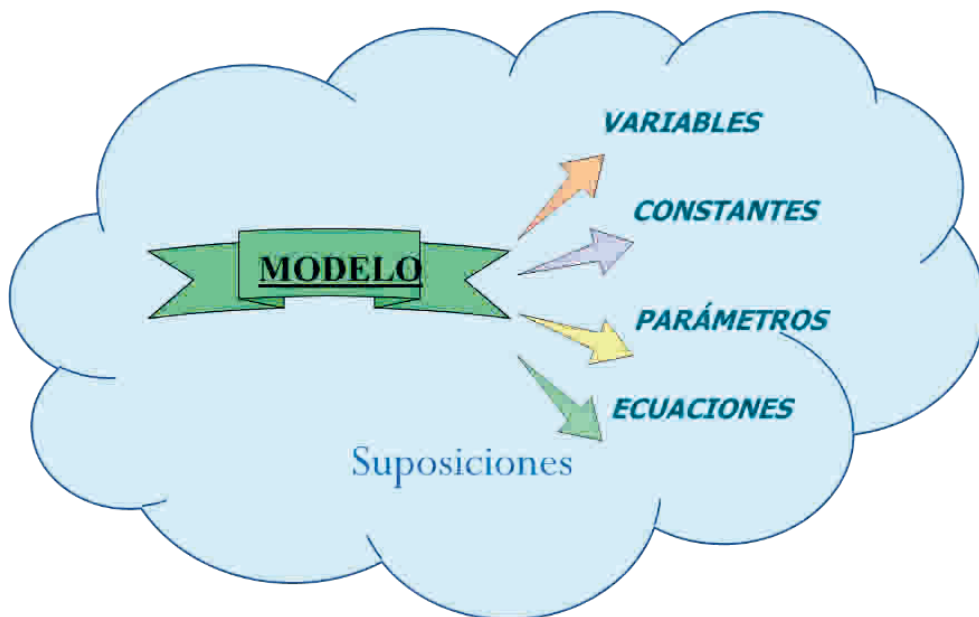 VARIABLES
CONSTANTES
MODELO
PARÁMETROS
ECUACIONES
Suposiciones